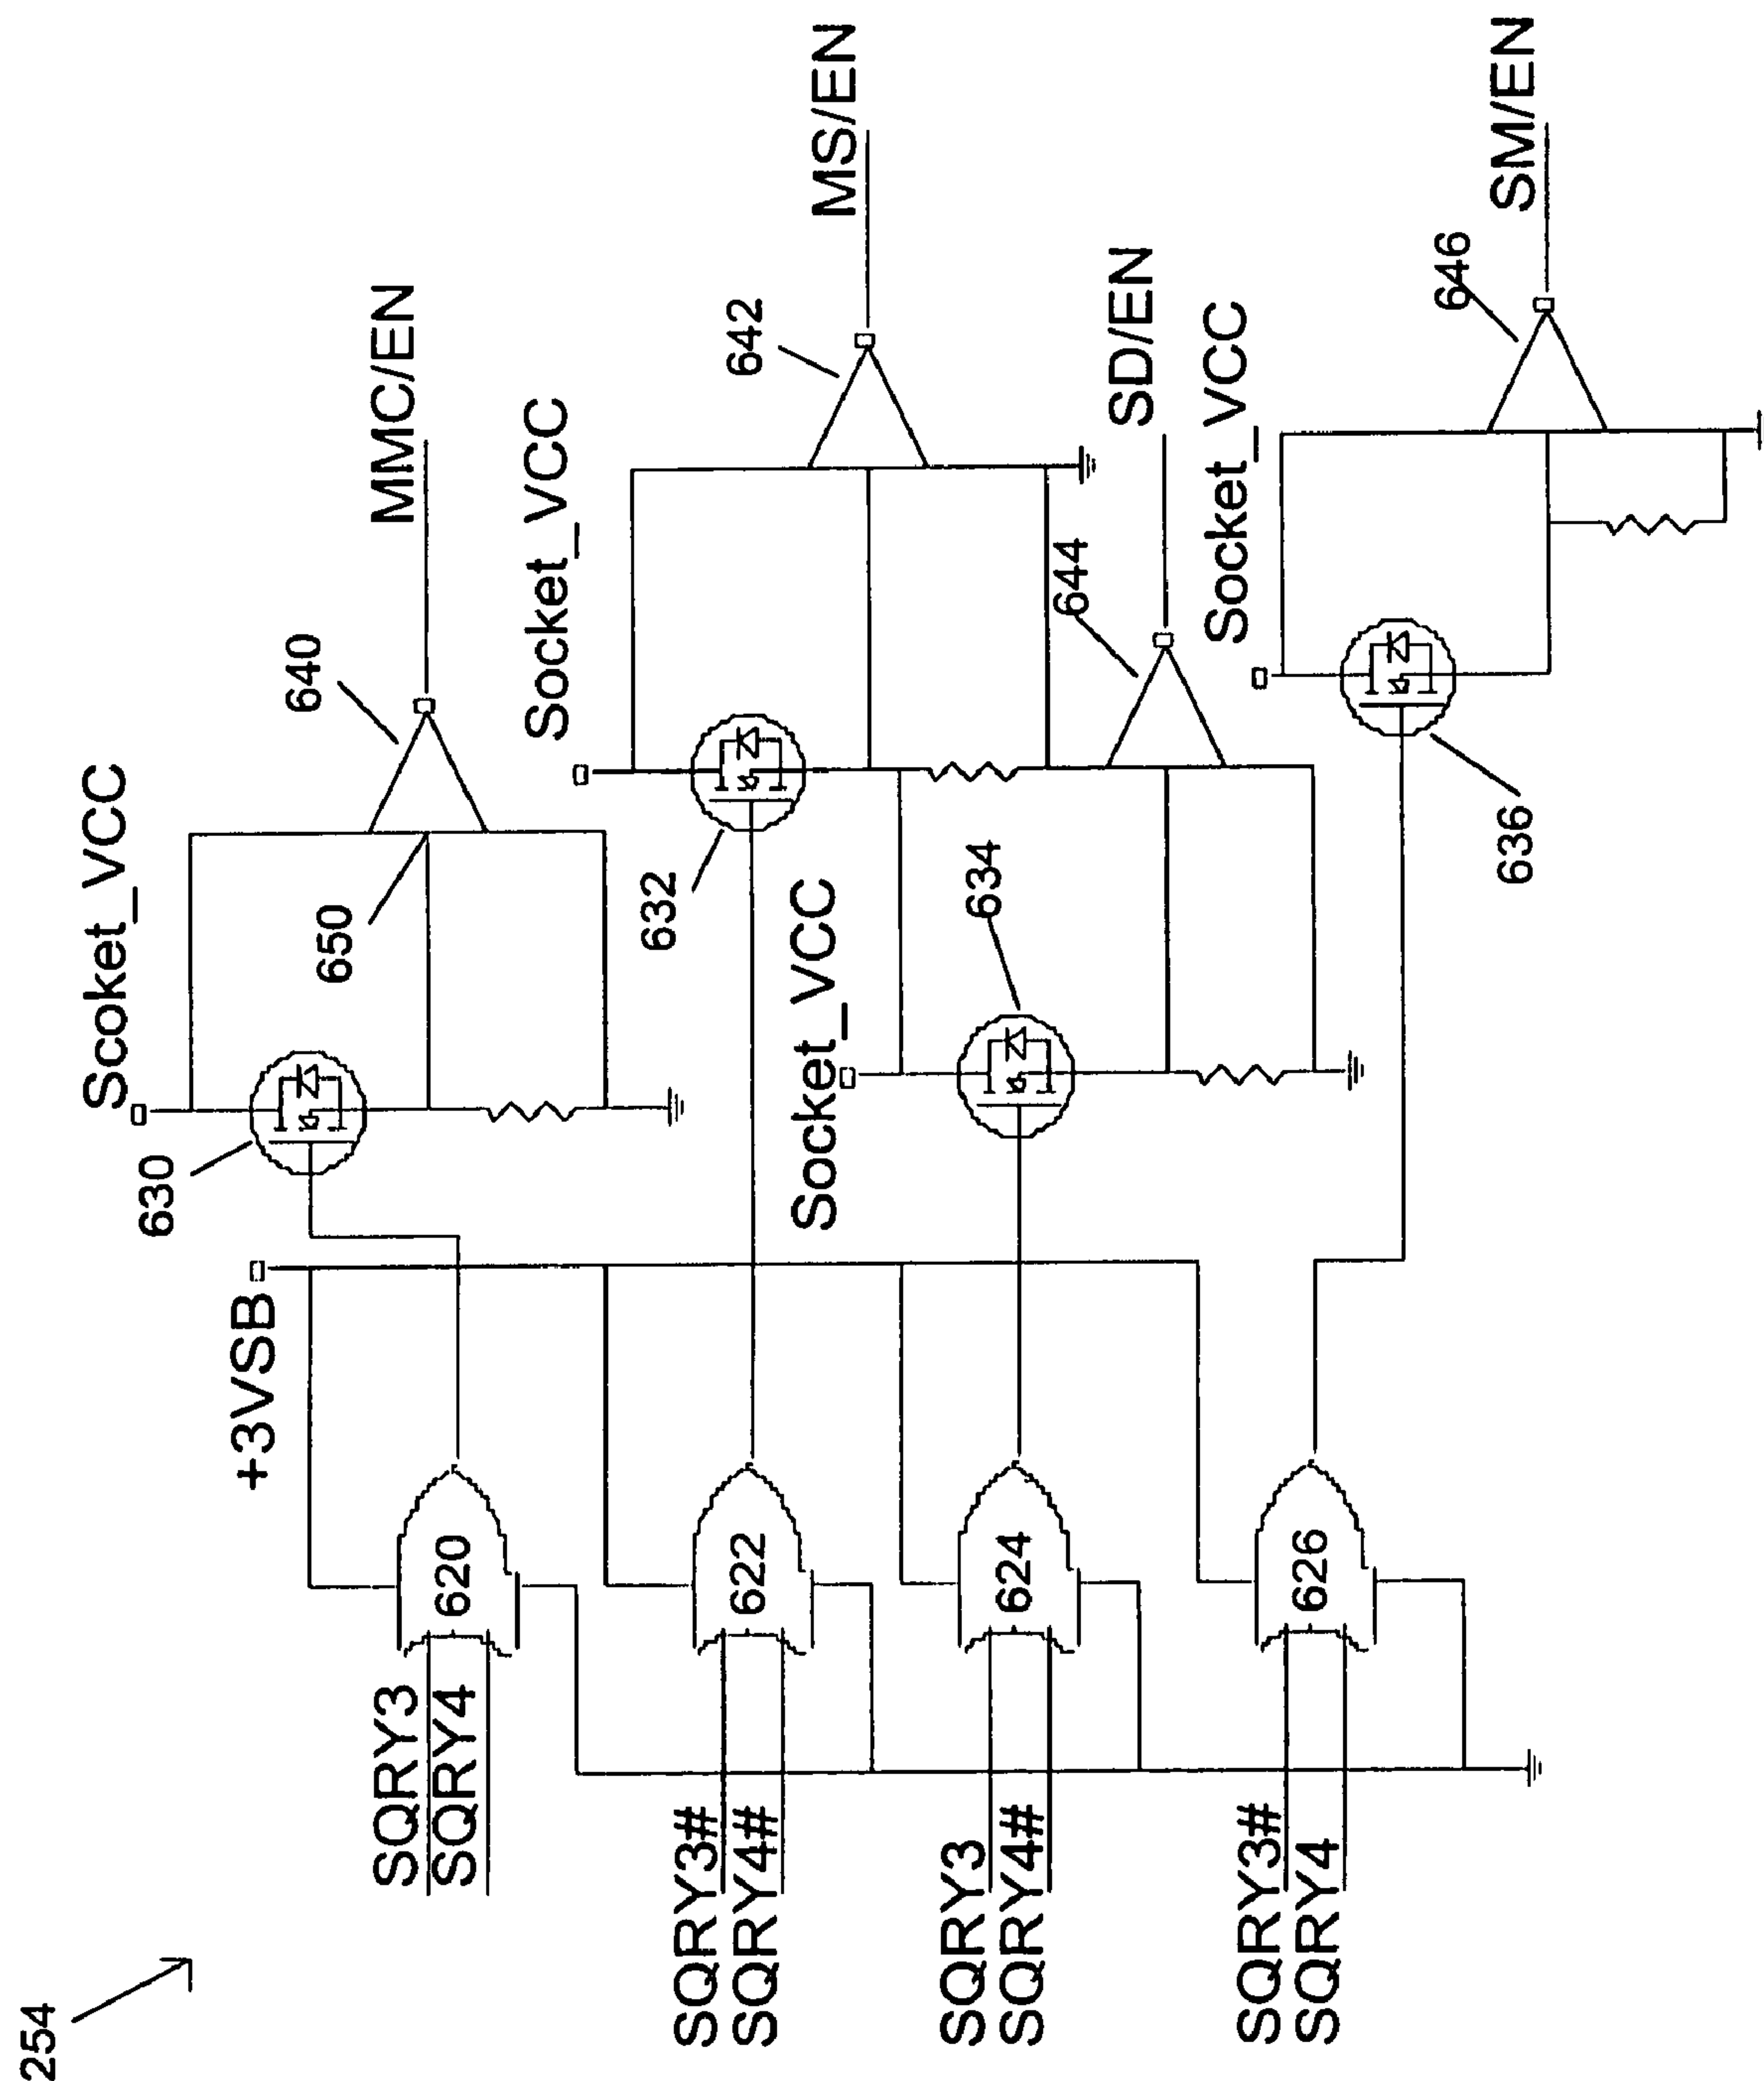 254
SQRY3
SQRY4
620
+3VSB
630
Scoket_VCC
650
640
MMC/EN
SQRY3#
SQRY4#
622
632
Socket_VCC
642
MS/EN
SQRY3
SQRY4#
624
Socket_VCC
634
644
SD/EN
SQRY3#
SQRY4
626
636
Socket_VCC
646
SM/EN